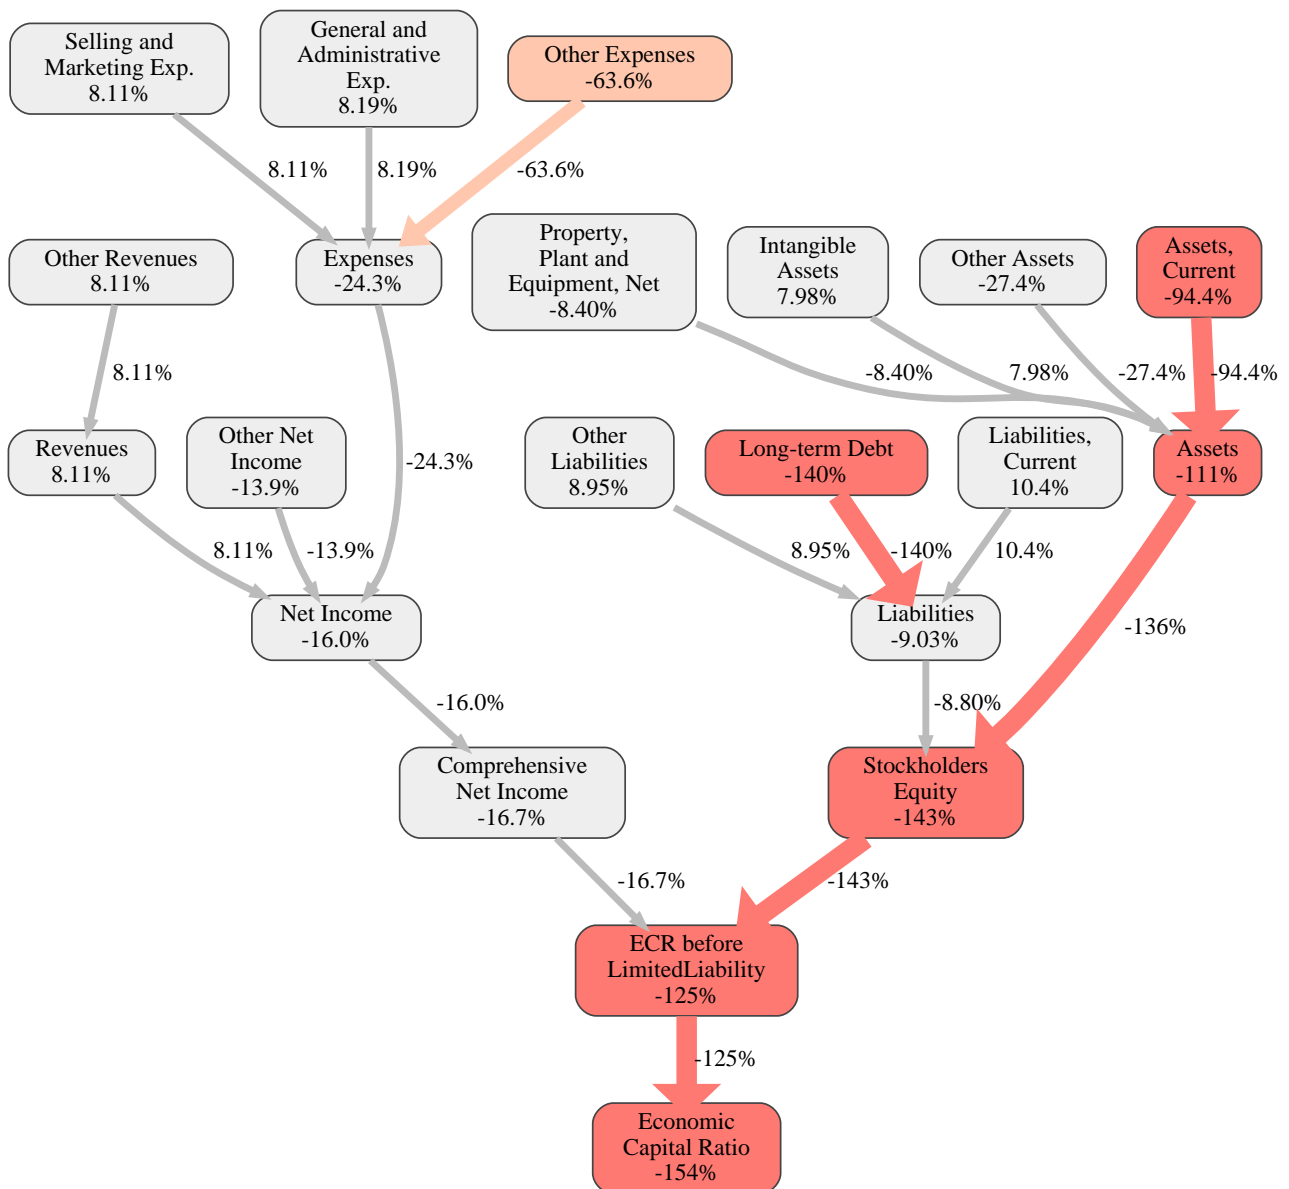 Selling and
Marketing Exp.
8.11%
General and
Administrative
Exp.
8.19%
Other Expenses
-63.6%
8.11%
8.19%
-63.6%
Other Revenues
8.11%
Expenses
-24.3%
Property,
Plant and
Equipment, Net
-8.40%
Intangible
Assets
7.98%
Other Assets
-27.4%
Assets,
Current
-94.4%
8.11%
-8.40%
7.98%
-27.4%
-94.4%
Revenues
8.11%
Other Net
Income
-13.9%
-24.3%
Other
Liabilities
8.95%
Long-term Debt
-140%
Liabilities,
Current
10.4%
Assets
-111%
8.11%
-13.9%
8.95%
-140%
10.4%
Net Income
-16.0%
Liabilities
-9.03%
-136%
-16.0%
-8.80%
Comprehensive
Net Income
-16.7%
Stockholders
Equity
-143%
-16.7%
-143%
ECR before
LimitedLiability
-125%
-125%
Economic
Capital Ratio
-154%